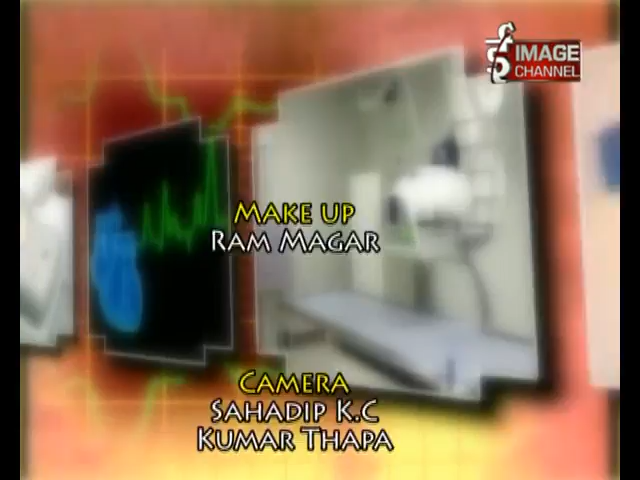 IMAGE
CHANNEL
MAKE UP
RAM MAGAR
CAMERA
SAHADIP K.C
KUMAR THAPA